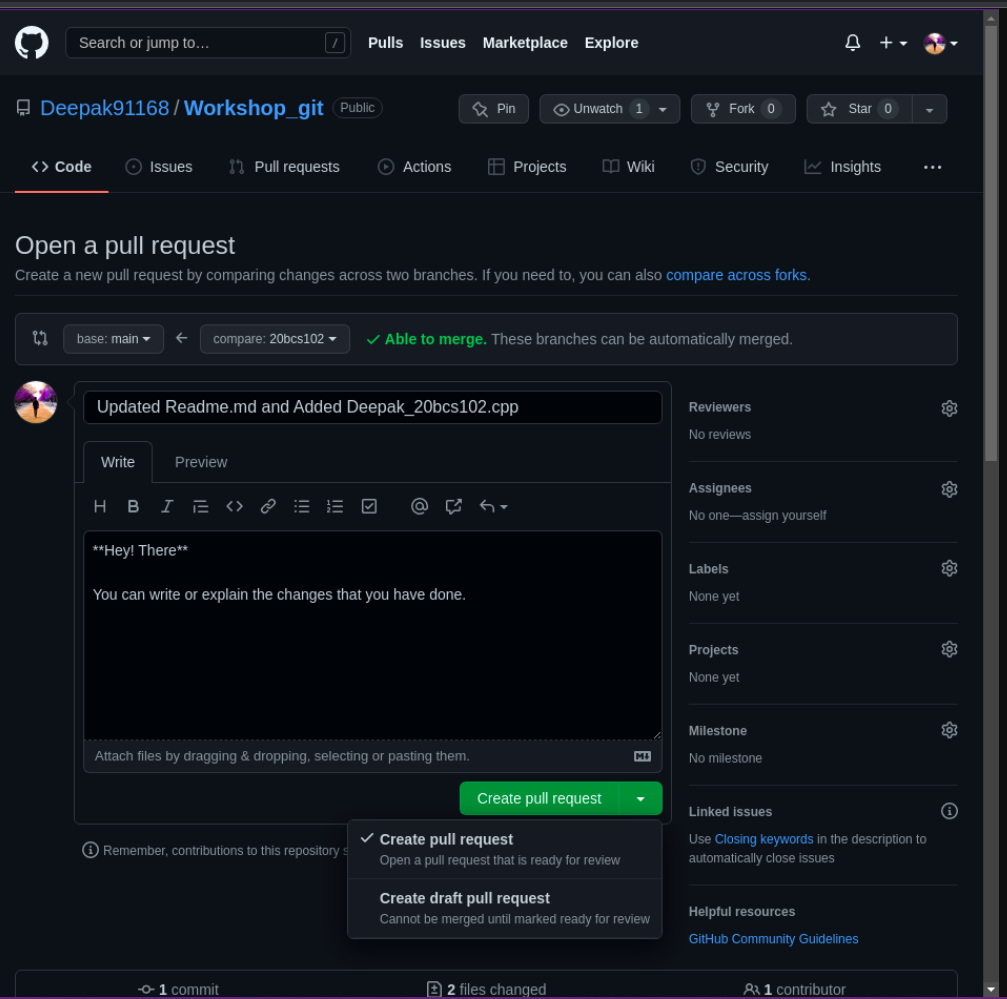 Search or jump to… /
Pulls Issues Marketplace Explore
Deepak91168 / Workshop_git Public
Pin Unwatch 1 Fork 0 Star 0
Code Issues Pull requests Actions Projects Wiki Security Insights
Open a pull request
Create a new pull request by comparing changes across two branches. If you need to, you can also compare across forks.
base: main compare: 20bcs102 Able to merge. These branches can be automatically merged.
Updated Readme.md and Added Deepak_20bcs102.cpp
Write Preview
**Hey! There**
You can write or explain the changes that you have done.
Attach files by dragging & dropping, selecting or pasting them.
Create pull request
Create pull request
Open a pull request that is ready for review
Create draft pull request
Cannot be merged until marked ready for review
Remember, contributions to this repository s
Reviewers
No reviews
Assignees
No one—assign yourself
Labels
None yet
Projects
None yet
Milestone
No milestone
Linked issues
Use Closing keywords in the description to
automatically close issues
Helpful resources
GitHub Community Guidelines
1 commit 2 files changed 1 contributor